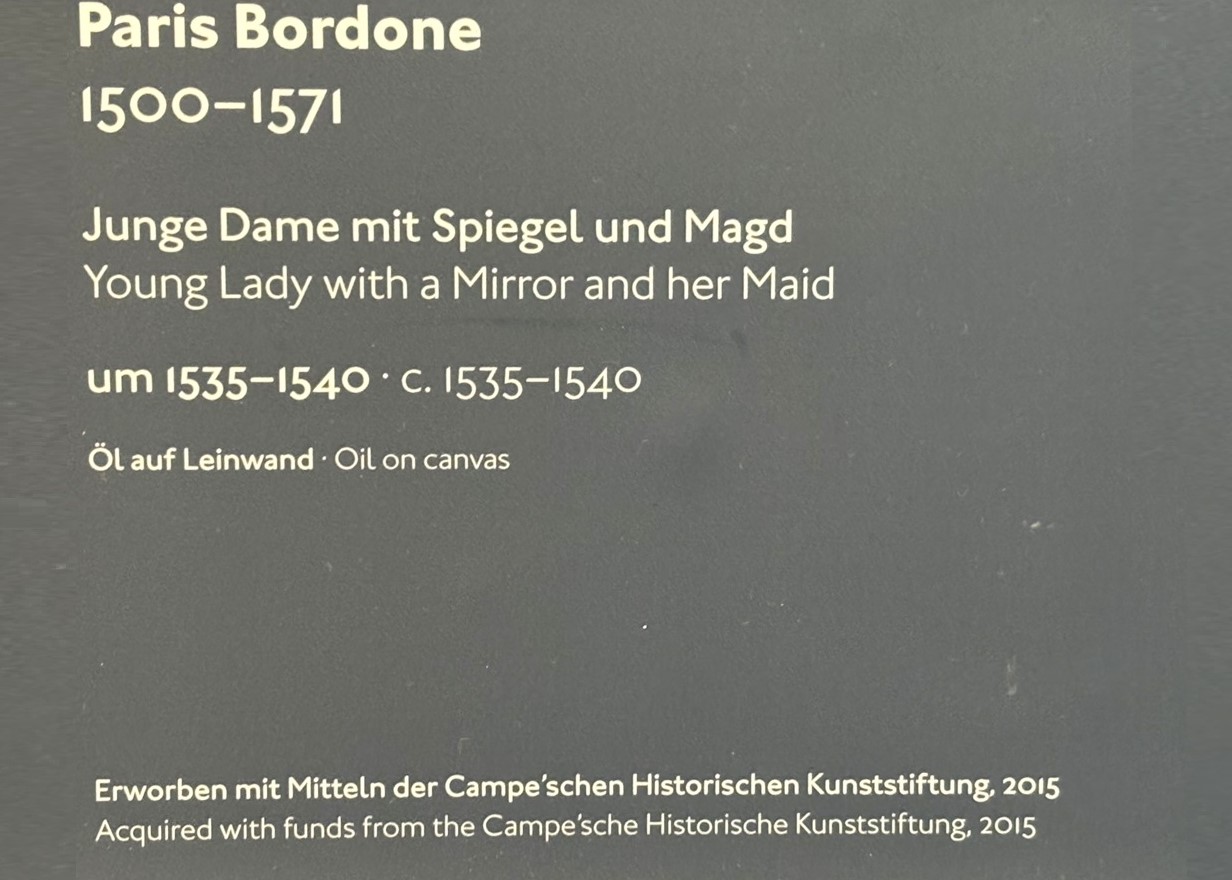 Paris Bordone
1500–1571
Junge Dame mit Spiegel und Magd
Young Lady with a Mirror and her Maid
um 1535–1540 · c. 1535–1540
Öl auf Leinwand · Oil on canvas
Erworben mit Mitteln der Campe’schen Historischen Kunststiftung, 2015
Acquired with funds from the Campe’sche Historische Kunststiftung, 2015